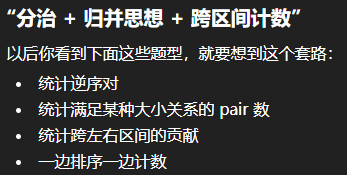 “分治 + 归并思想 + 跨区间计数”
以后你看到下面这些题型，就要想到这个套路：
• 统计逆序对
• 统计满足某种大小关系的 pair 数
• 统计跨左右区间的贡献
• 一边排序一边计数